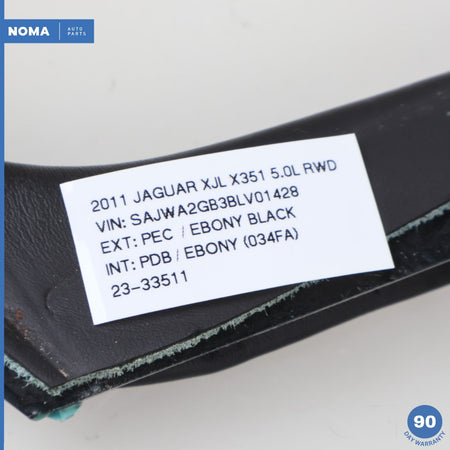 NOMA AUTO
PARTS
2011 JAGUAR XJL X351 5.0L RWD
VIN: SAJWA2GB3BLV01428
EXT: PEC / EBONY BLACK
INT: PDB / EBONY (034FA)
23-33511
90
DAY WARRANTY